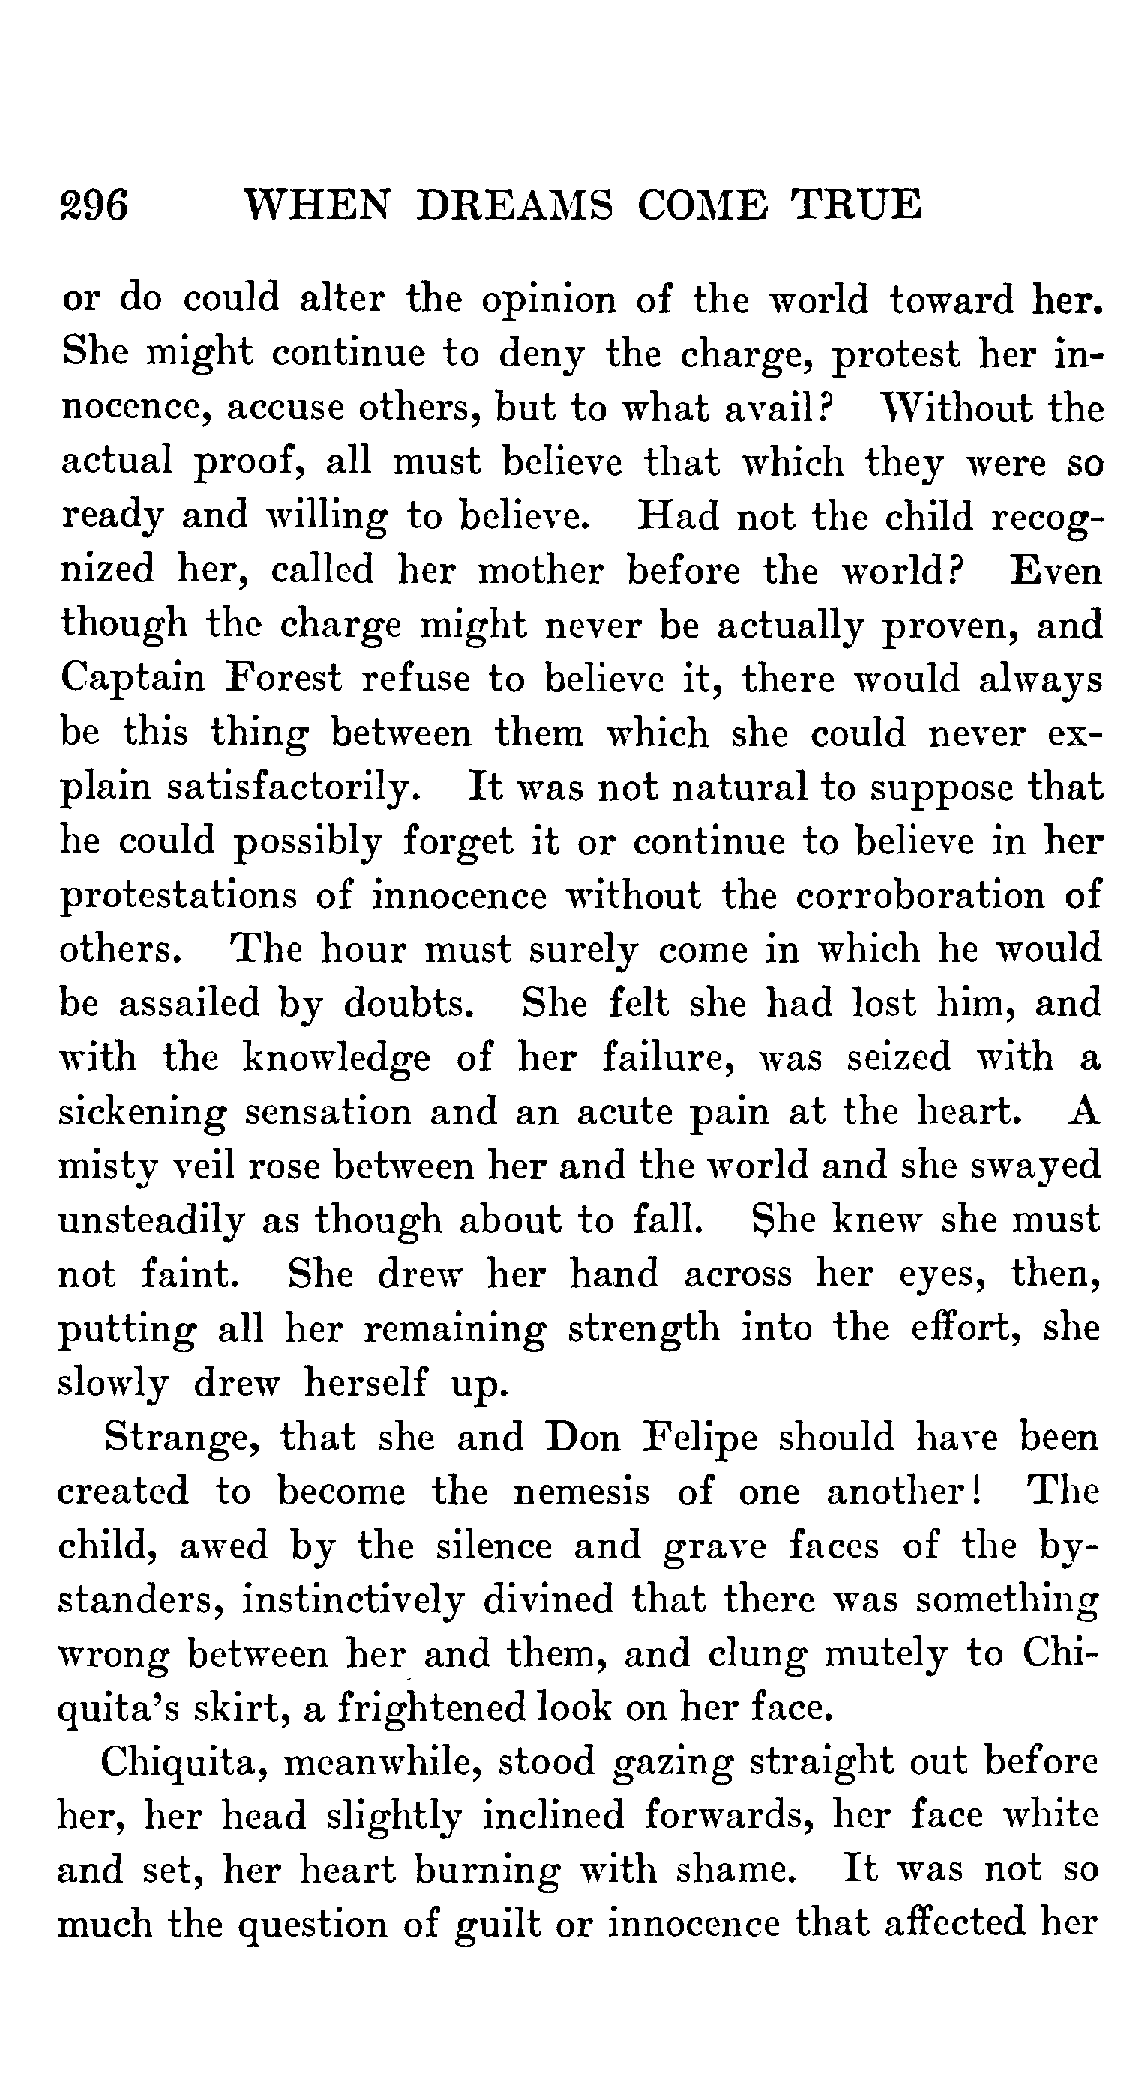 296 WHEN DREAMS COME TRUE
or do could alter the opinion of the world toward her.
She might continue to deny the charge, protest her in-
nocence, accuse others, but to what avail? Without the
actual proof, all must believe that which they were so
ready and willing to believe. Had not the child recog-
nized her, called her mother before the world? Even
though the charge might never be actually proven, and
Captain Forest refuse to believe it, there would always
be this thing between them which she could never ex-
plain satisfactorily. It was not natural to suppose that
he could possibly forget it or continue to believe in her
protestations of innocence without the corroboration of
others. The hour must surely come in which he would
be assailed by doubts. She felt she had lost him, and
with the knowledge of her failure, was seized with a
sickening sensation and an acute pain at the heart. A
misty veil rose between her and the world and she swayed
unsteadily as though about to fall. She knew she must
not faint. She drew her hand across her eyes, then,
putting all her remaining strength into the effort, she
slowly drew herself up.
Strange, that she and Don Felipe should have been
created to become the nemesis of one another! The
child, awed by the silence and grave faces of the by-
standers, instinctively divined that there was something
wrong between her and them, and clung mutely to Chi-
quita's skirt, a frightened look on her face.
Chiquita, meanwhile, stood gazing straight out before
her, her head slightly inclined forwards, her face white
and set, her heart burning with shame. It was not so
much the question of guilt or innocence that affected her